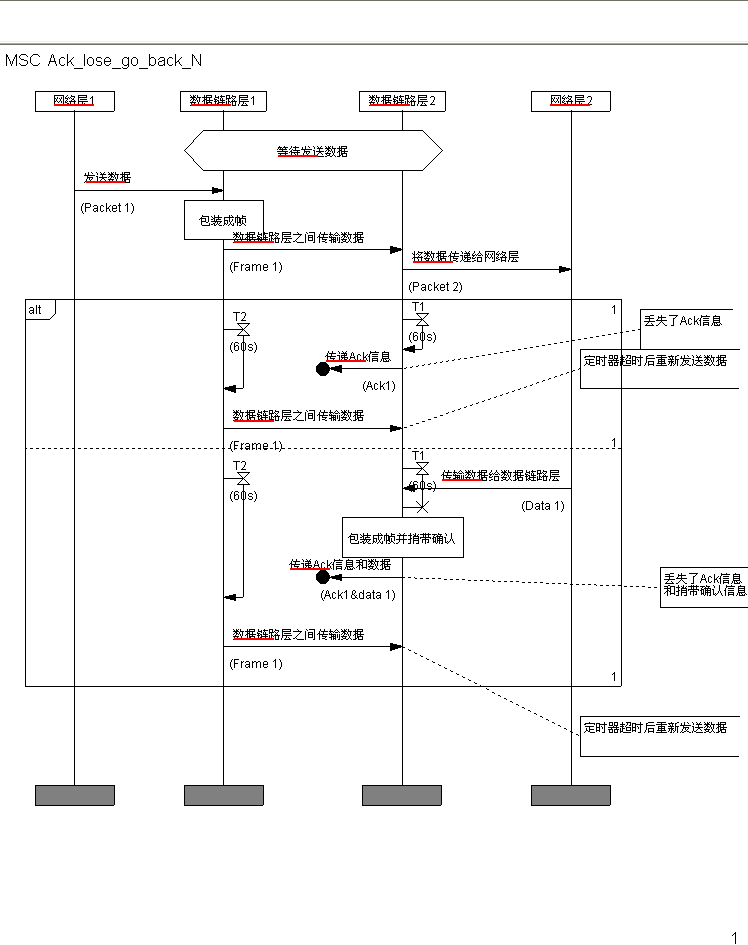 MSC Ack_lose_go_back_N
网络层1
数据链路层1
数据链路层2
网络层2
等待发送数据
发送数据
(Packet 1)
包装成帧
数据链路层之间传输数据
(Frame 1)
将数据传递给网络层
(Packet 2)
alt
1
T2
(60s)
T1
(60s)
丢失了Ack信息
传递Ack信息
(Ack1)
定时器超时后重新发送数据
数据链路层之间传输数据
(Frame 1)
1
T2
(60s)
T1
(60s)
传输数据给数据链路层
(Data 1)
包装成帧并捎带确认
传递Ack信息和数据
(Ack1&data 1)
丢失了Ack信息
和捎带确认信息
数据链路层之间传输数据
(Frame 1)
1
定时器超时后重新发送数据
1